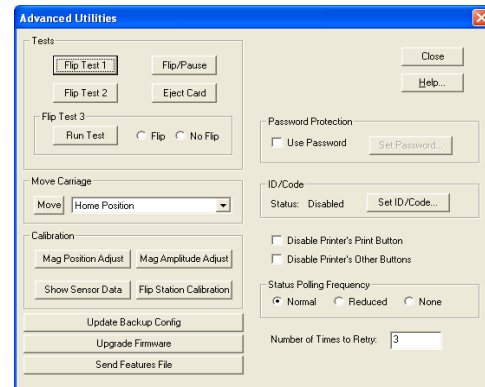 Advanced Utilities
Tests
Flip Test 1
Flip/Pause
Flip Test 2
Eject Card
Flip Test 3
Run Test
Flip
No Flip
Move Carriage
Move
Home Position
Calibration
Mag Position Adjust
Mag Amplitude Adjust
Show Sensor Data
Flip Station Calibration
Update Backup Config
Upgrade Firmware
Send Features File
Close
Help...
Password Protection
Use Password
Set Password...
ID/Code
Status: Disabled
Set ID/Code...
Disable Printer's Print Button
Disable Printer's Other Buttons
Status Polling Frequency
Normal
Reduced
None
Number of Times to Retry: 3